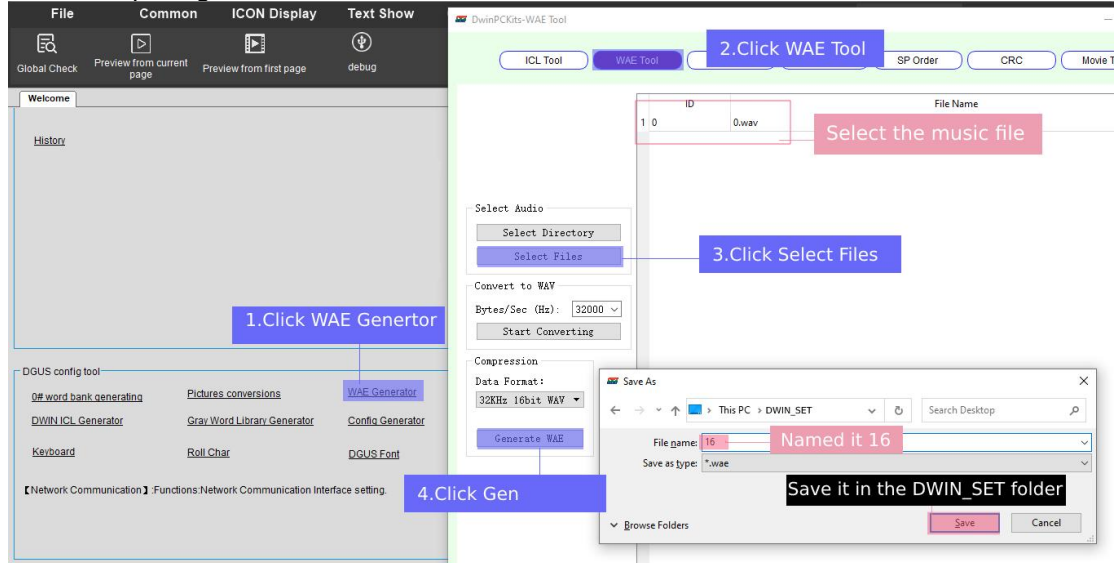 File Common ICON Display Text Show
Global Check
Preview from current page
Preview from first page
debug
Welcome
History
1.Click WAE Genertor
DGUS config tool
0# word bank generating Pictures conversions WAE Generator
DWIN ICL Generator Gray Word Library Generator Config Generator
Keyboard Roll Char DGUS Font
【Network Communication】:Functions:Network Communication Interface setting.
DwinPCKits-WAE Tool
2.Click WAE Tool
ICL Tool WAE Tool SP Order CRC Movie T
ID File Name
1 0 0.wav
Select the music file
Select Audio
Select Directory
Select Files
3.Click Select Files
Convert to WAV
Bytes/Sec (Hz): 32000
Start Converting
Compression
Data Format:
32KHz 16bit WAV
Generate WAE
4.Click Gen
Save As
This PC > DWIN_SET
Search Desktop
File name: 16
Named it 16
Save as type: *.wae
Save it in the DWIN_SET folder
Browse Folders
Save Cancel